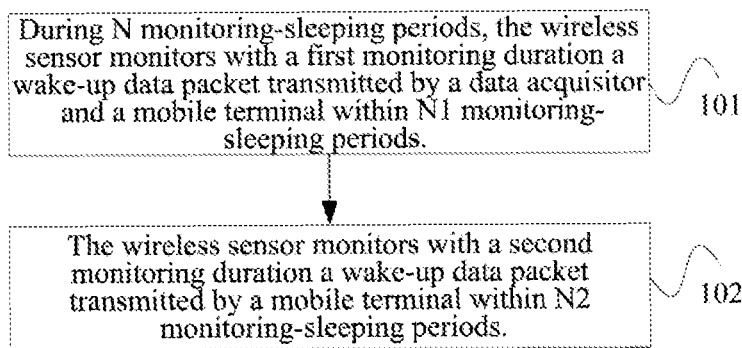 During N monitoring-sleeping periods, the wireless
sensor monitors with a first monitoring duration a
wake-up data packet transmitted by a data acquisitor
and a mobile terminal within N1 monitoring-
sleeping periods.
101
The wireless sensor monitors with a second
monitoring duration a wake-up data packet
transmitted by a mobile terminal within N2
monitoring-sleeping periods.
102